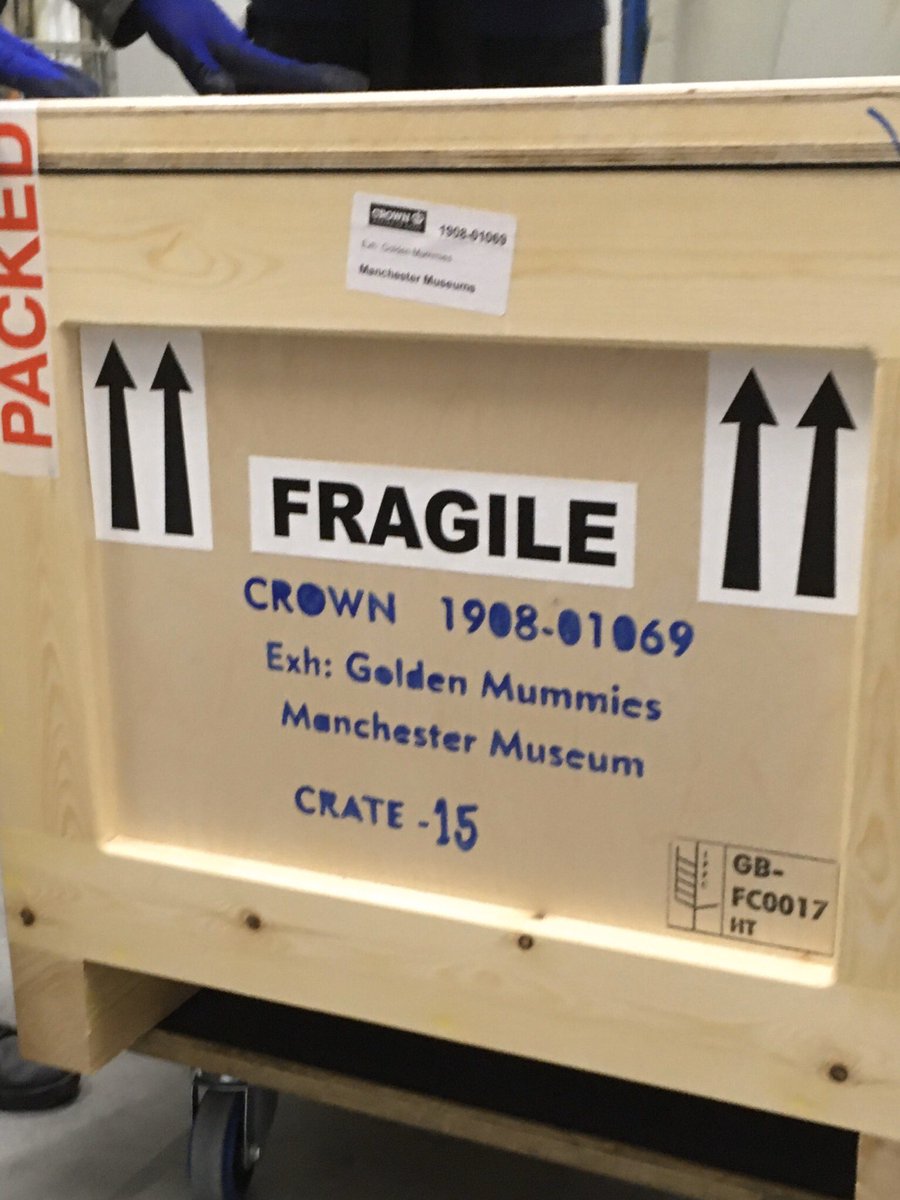 PACKED
CROWN
1908-01069
Exh: Golden Mummies
Manchester Museums
FRAGILE
CROWN 1908-01069
Exh: Golden Mummies
Manchester Museum
CRATE -15
IPPC
GB-
FC0017
HT